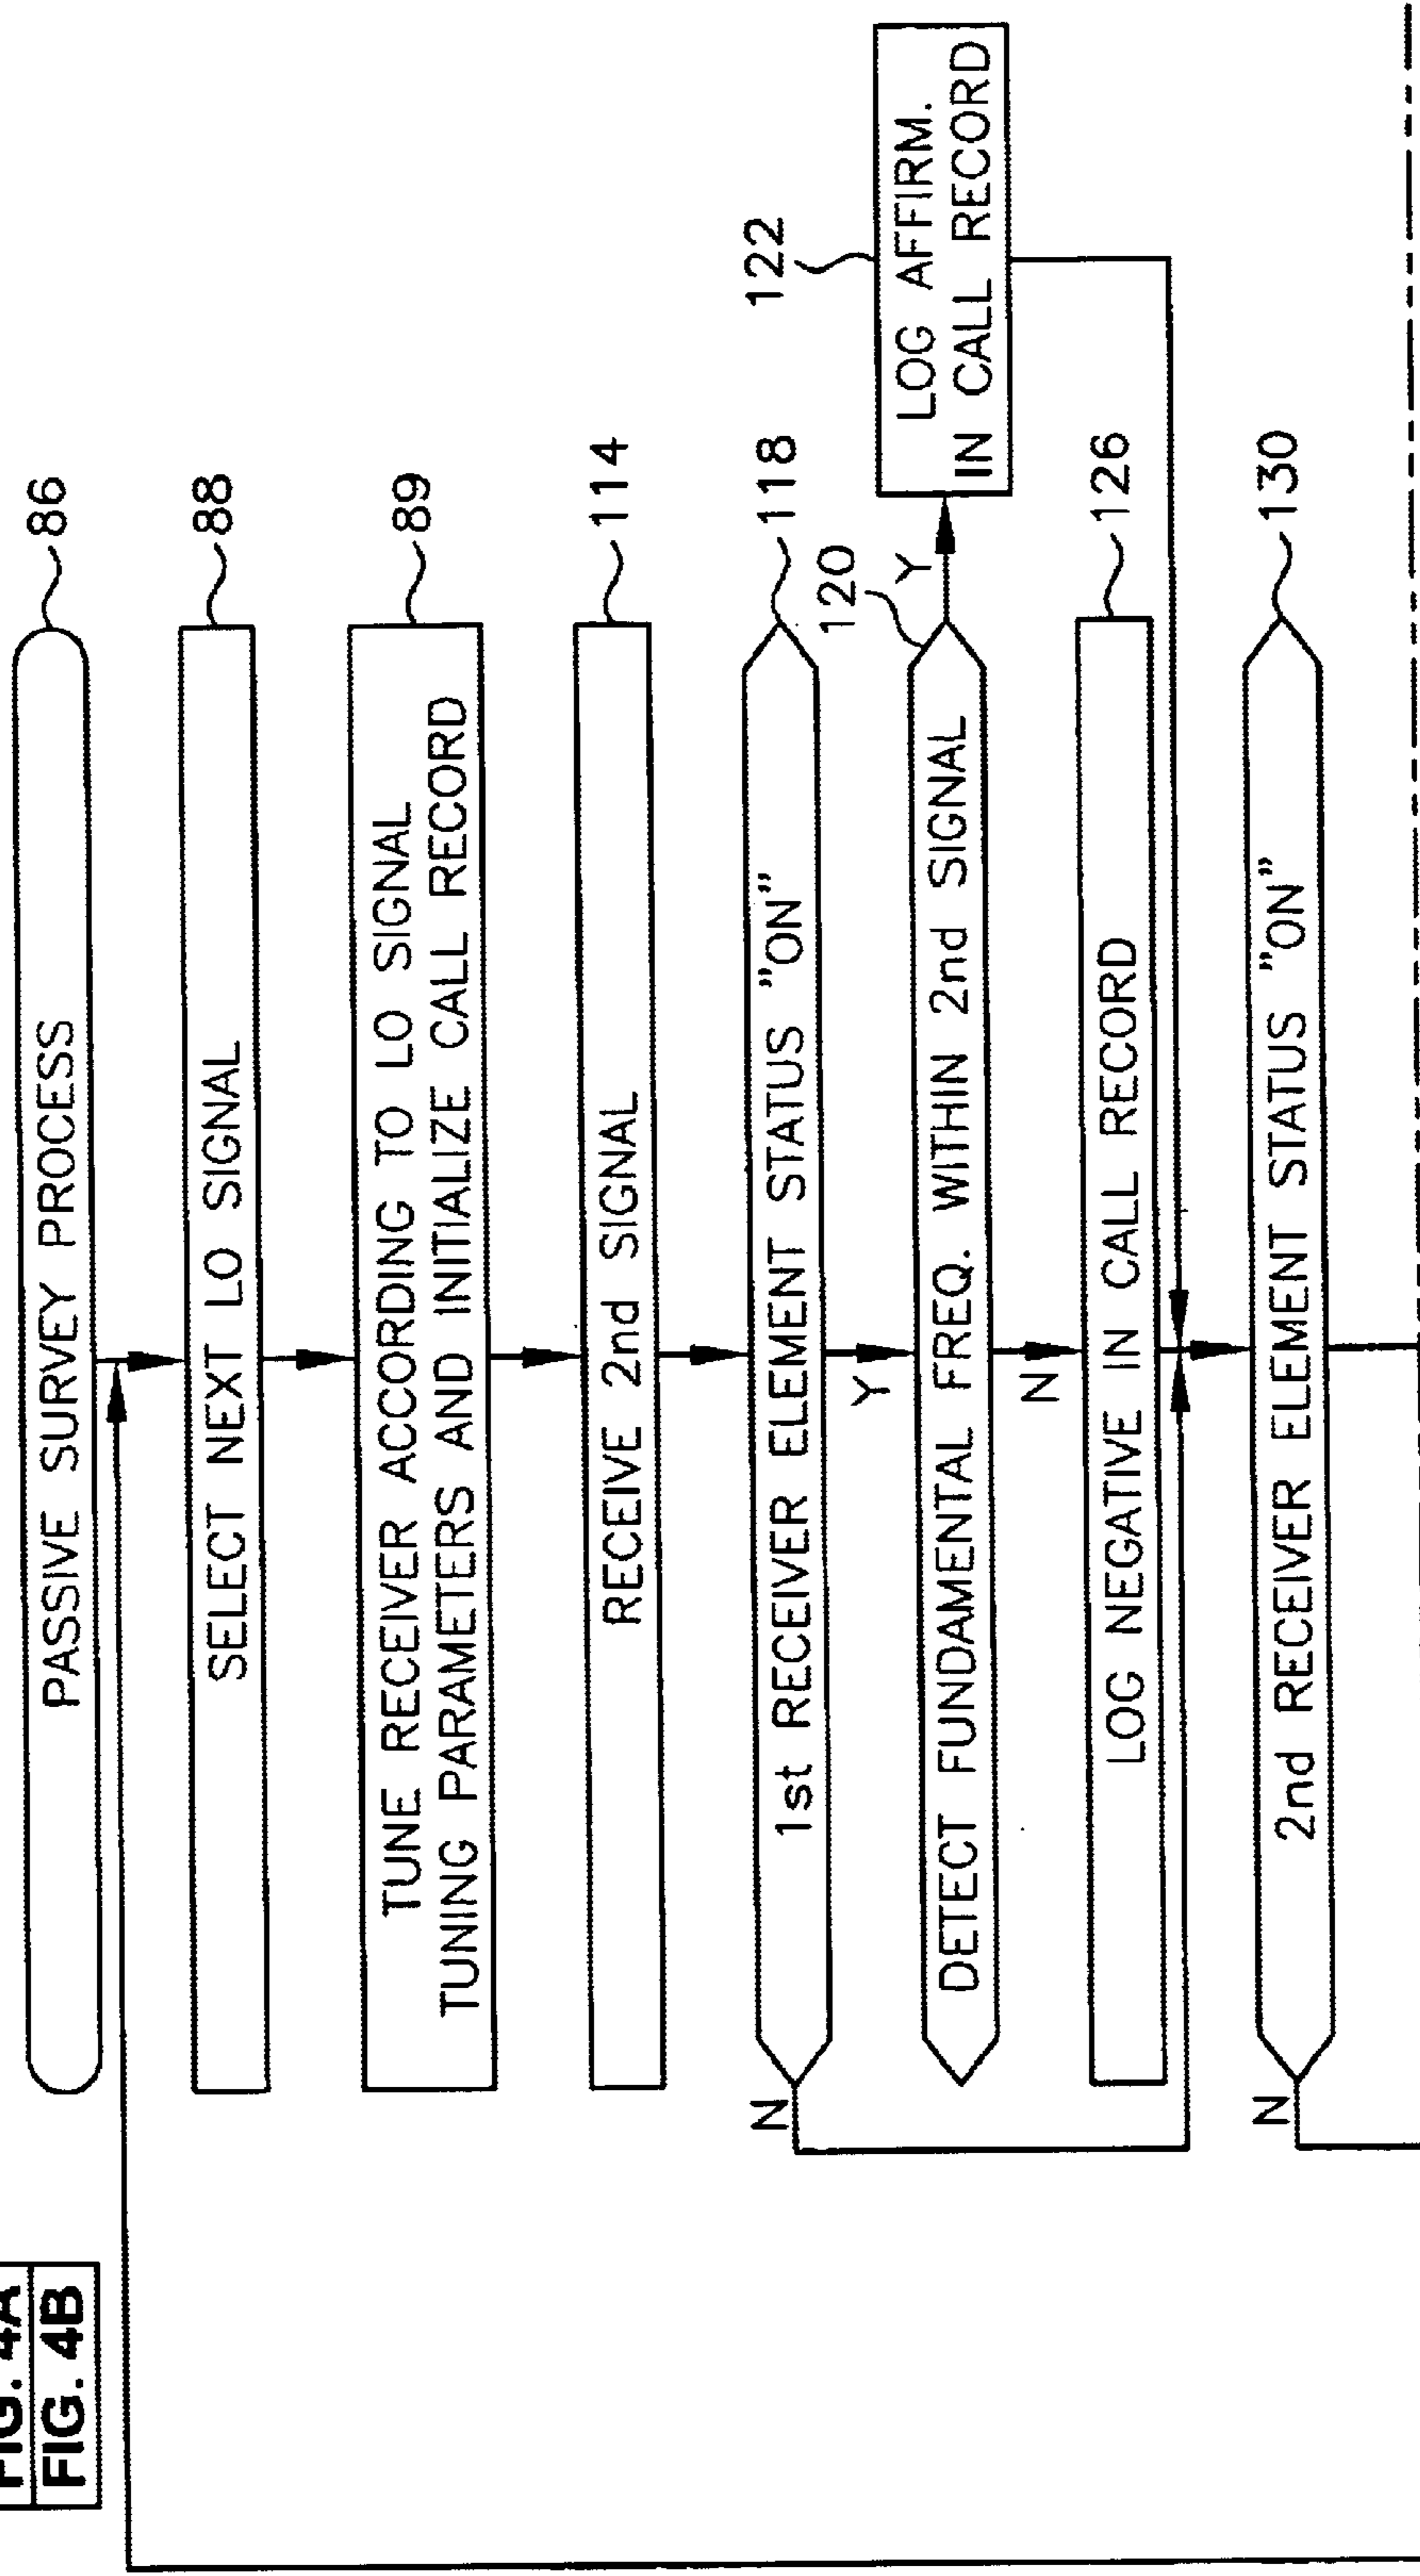 FIG. 4A
FIG. 4B
PASSIVE SURVEY PROCESS
86
SELECT NEXT LO SIGNAL
88
TUNE RECEIVER ACCORDING TO LO SIGNAL
TUNING PARAMETERS AND INITIALIZE CALL RECORD
89
RECEIVE 2nd SIGNAL
114
N
1st RECEIVER ELEMENT STATUS "ON"
118
Y
DETECT FUNDAMENTAL FREQ. WITHIN 2nd SIGNAL
120
Y
LOG AFFIRM.
IN CALL RECORD
122
N
LOG NEGATIVE IN CALL RECORD
126
N
2nd RECEIVER ELEMENT STATUS "ON"
130